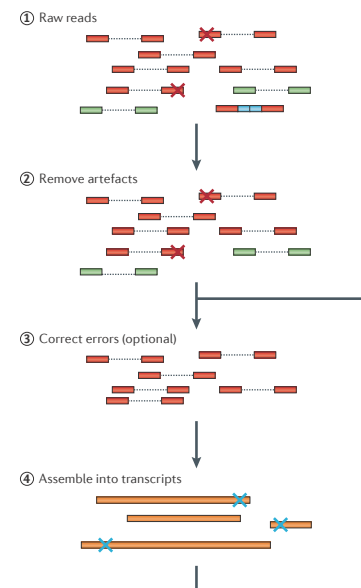 ① Raw reads
② Remove artefacts
③ Correct errors (optional)
④ Assemble into transcripts